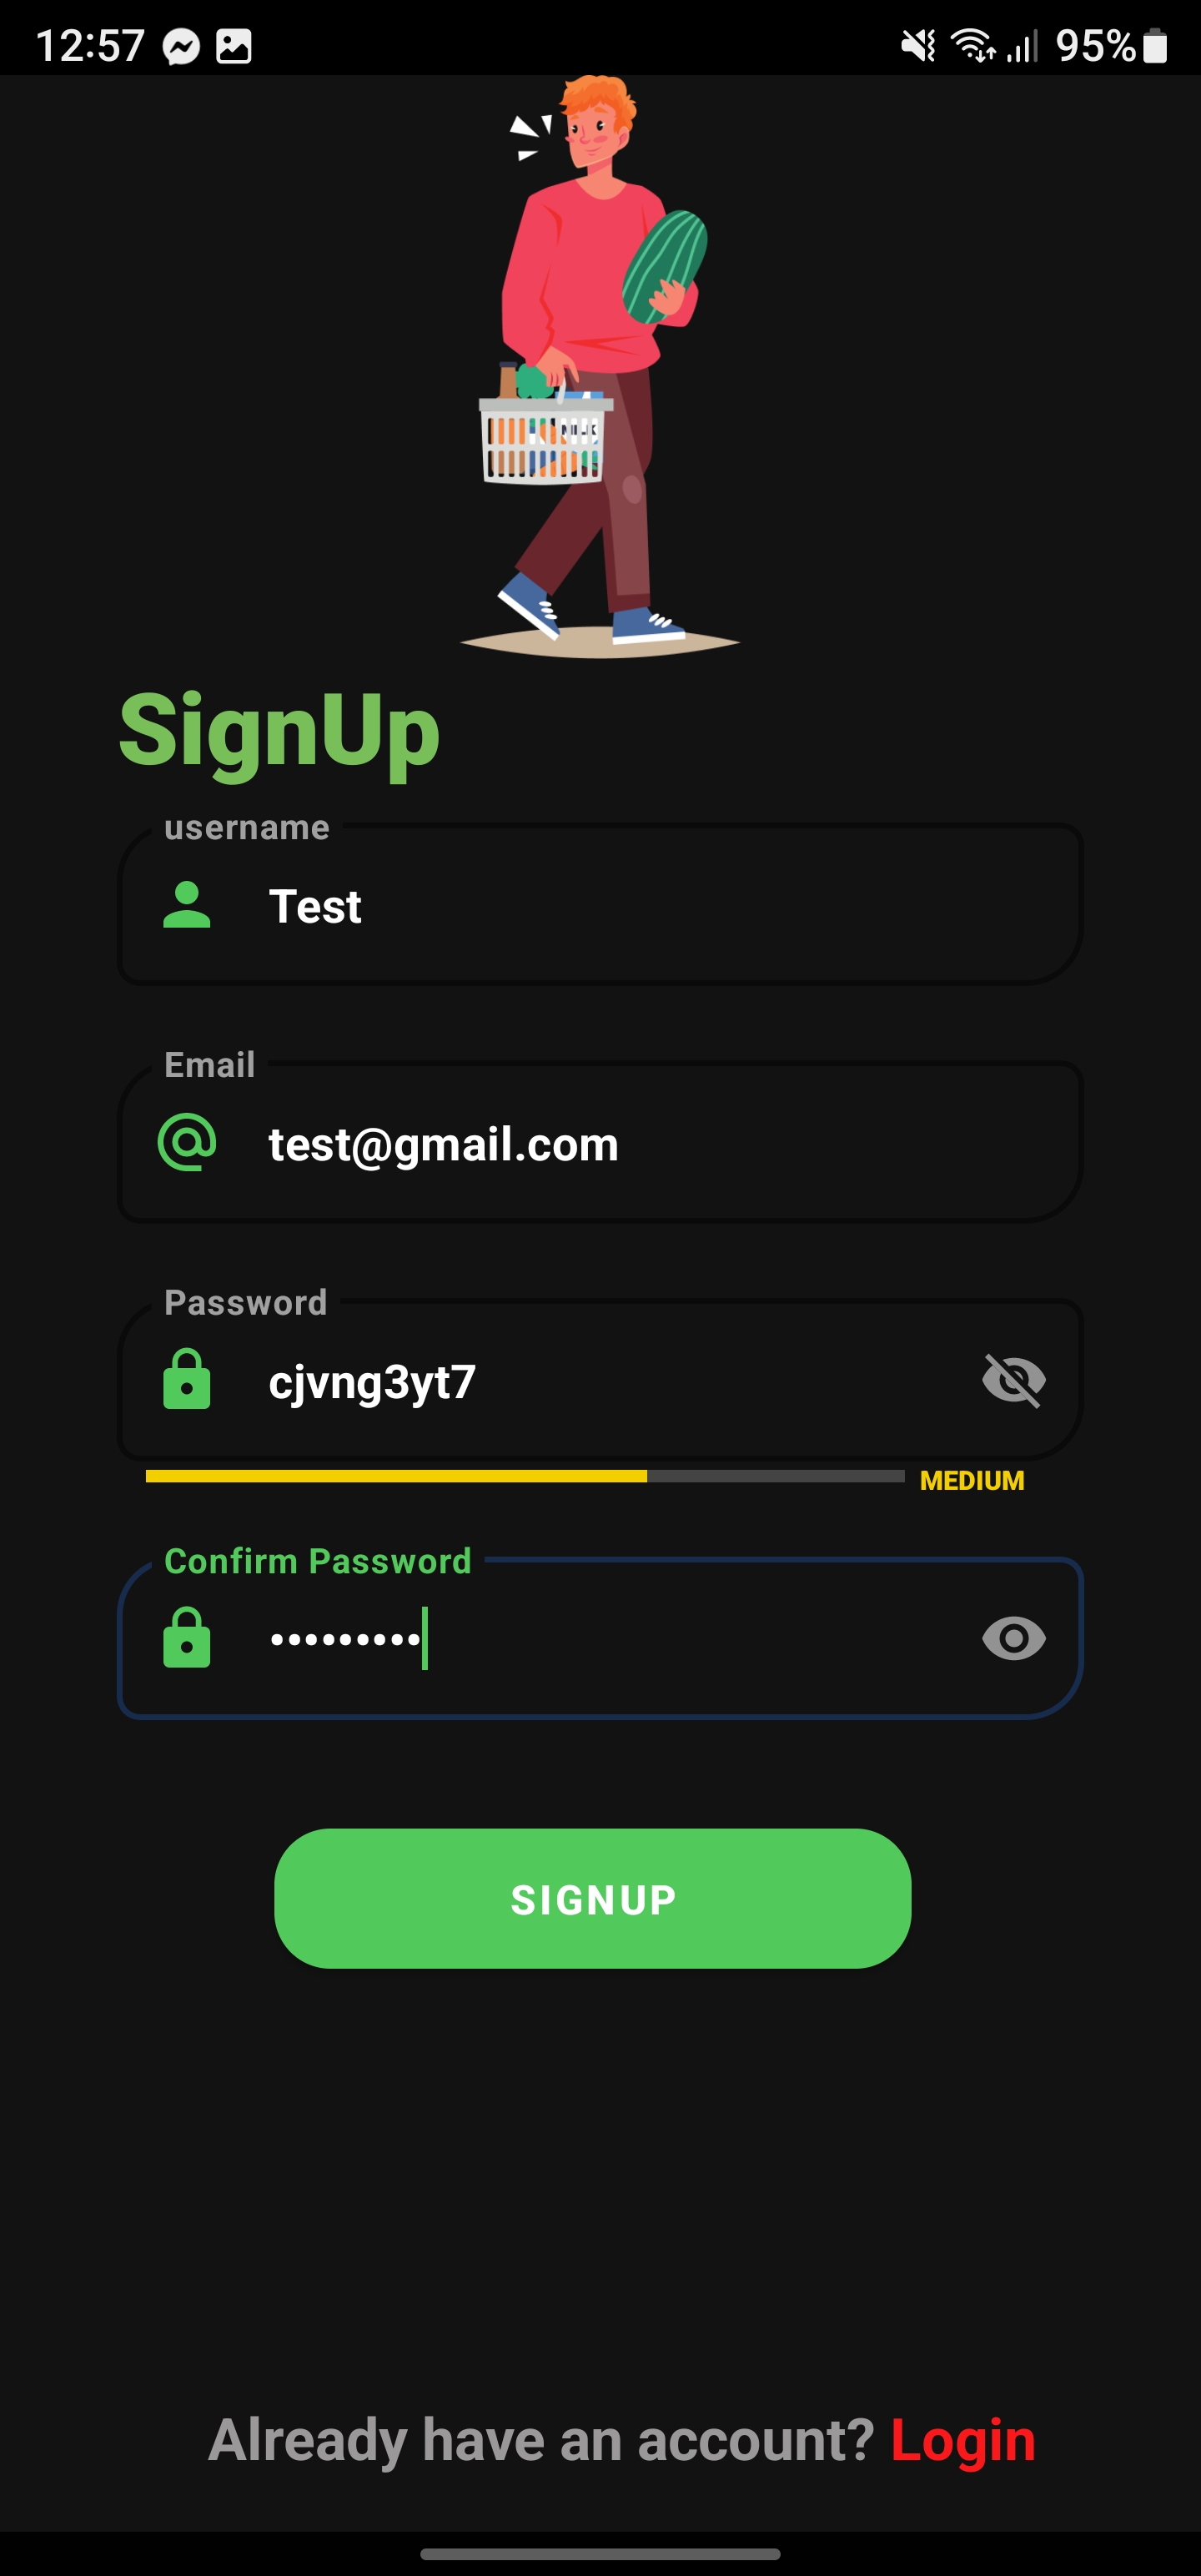 12:57 95%
MILK
SignUp
username
Test
Email
test@gmail.com
Password
cjvng3yt7
MEDIUM
Confirm Password
•••••••••
SIGNUP
Already have an account? Login